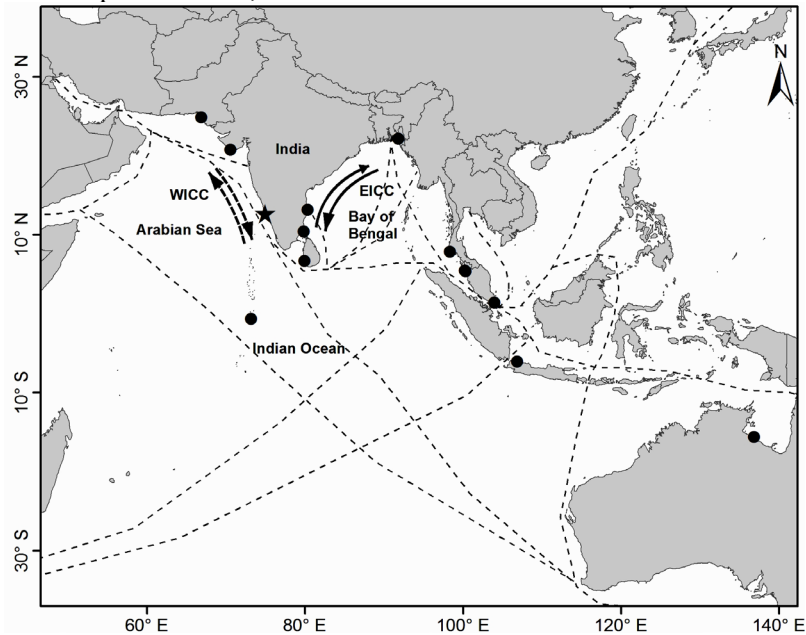 N
India
WICC
EICC
Arabian Sea
Bay of
Bengal
Indian Ocean
30° N
10° N
10° S
30° S
60° E
80° E
100° E
120° E
140° E